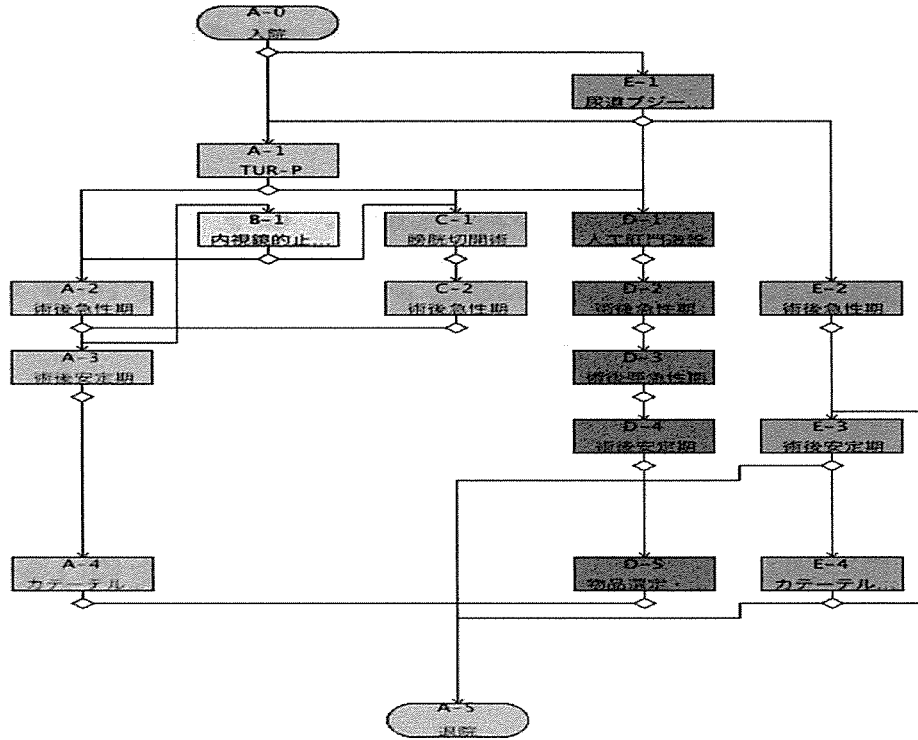 A-0
入院
E-1
尿道ブジー...
A-1
TUR-P
B-1
内視鏡的止...
C-1
膀胱切開術
D-1
人工肛門造設
A-2
術後急性期
C-2
術後急性期
D-2
術後急性期
E-2
術後急性期
A-3
術後安定期
D-3
術後亜急性期
D-4
術後安定期
E-3
術後安定期
A-4
カテーテル...
D-5
物品選定・
E-4
カテーテル...
A-5
退院